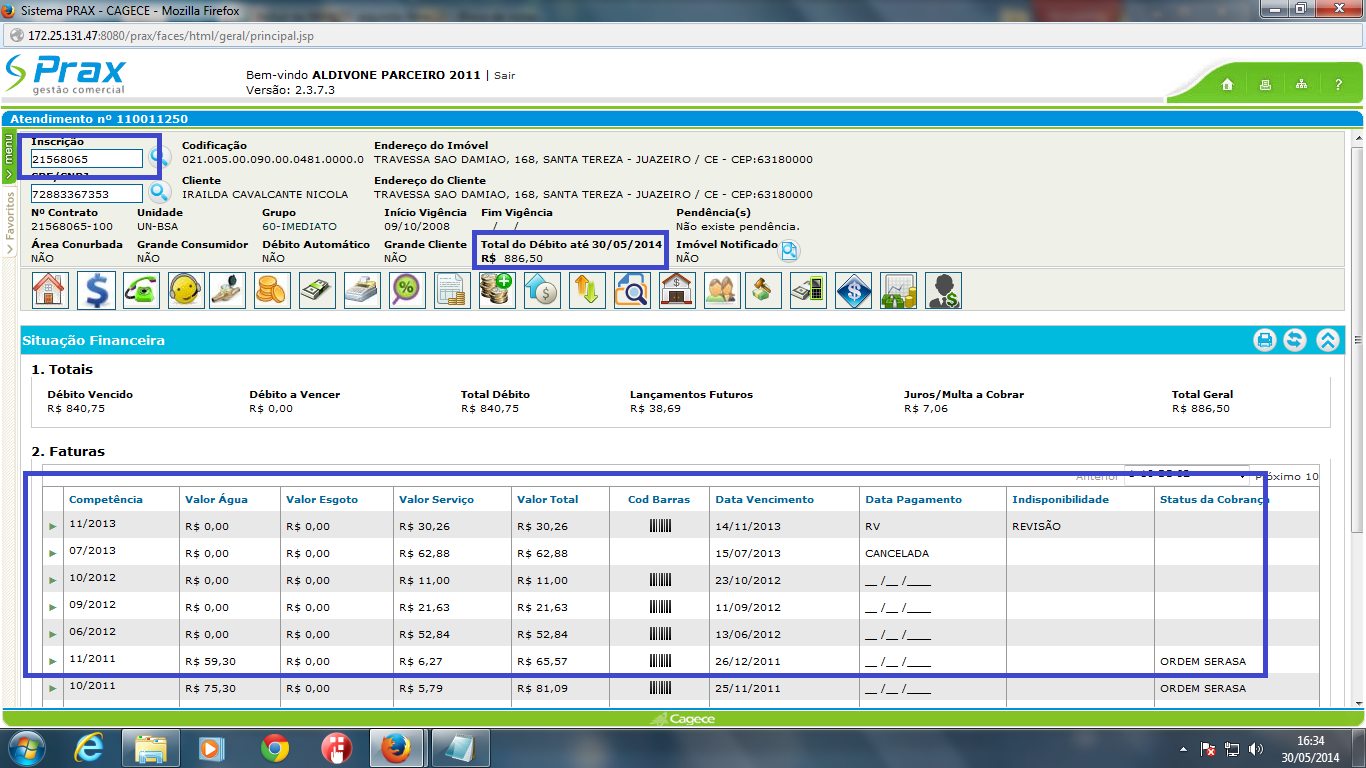 Sistema PRAX - CAGECE - Mozilla Firefox
172.25.131.47:8080/prax/faces/html/geral/principal.jsp
Prax
gestão comercial
Bem-vindo ALDIVONE PARCEIRO 2011 | Sair
Versão: 2.3.7.3
?
Atendimento nº 110011250
menu
Favoritos
Inscrição Codificação Endereço do Imóvel
21568065 021.005.00.090.00.0481.0000.0 TRAVESSA SAO DAMIAO, 168, SANTA TEREZA - JUAZEIRO / CE - CEP:63180000
Cliente Endereço do Cliente
72883367353 IRAILDA CAVALCANTE NICOLA TRAVESSA SAO DAMIAO, 168, SANTA TEREZA - JUAZEIRO / CE - CEP:63180000
Nº Contrato Unidade Grupo Início Vigência Fim Vigência Pendência(s)
21568065-100 UN-BSA 60-IMEDIATO 09/10/2008 __/__/____ Não existe pendência.
Área Conurbada Grande Consumidor Débito Automático Grande Cliente Total do Débito até 30/05/2014 Imóvel Notificado
NÃO NÃO NÃO NÃO R$ 886,50 NÃO
Situação Financeira
1. Totais
Débito Vencido Débito a Vencer Total Débito Lançamentos Futuros Juros/Multa a Cobrar Total Geral
R$ 840,75 R$ 0,00 R$ 840,75 R$ 38,69 R$ 7,06 R$ 886,50
2. Faturas
Anterior Próximo 10
Competência Valor Água Valor Esgoto Valor Serviço Valor Total Cod Barras Data Vencimento Data Pagamento Indisponibilidade Status da Cobrança
11/2013 R$ 0,00 R$ 0,00 R$ 30,26 R$ 30,26 14/11/2013 RV REVISÃO
07/2013 R$ 0,00 R$ 0,00 R$ 62,88 R$ 62,88 15/07/2013 CANCELADA
10/2012 R$ 0,00 R$ 0,00 R$ 11,00 R$ 11,00 23/10/2012 __ /__ /____
09/2012 R$ 0,00 R$ 0,00 R$ 21,63 R$ 21,63 11/09/2012 __ /__ /____
06/2012 R$ 0,00 R$ 0,00 R$ 52,84 R$ 52,84 13/06/2012 __ /__ /____
11/2011 R$ 59,30 R$ 0,00 R$ 6,27 R$ 65,57 26/12/2011 __ /__ /____ ORDEM SERASA
10/2011 R$ 75,30 R$ 0,00 R$ 5,79 R$ 81,09 25/11/2011 __ /__ /____ ORDEM SERASA
Cagece
16:34
30/05/2014